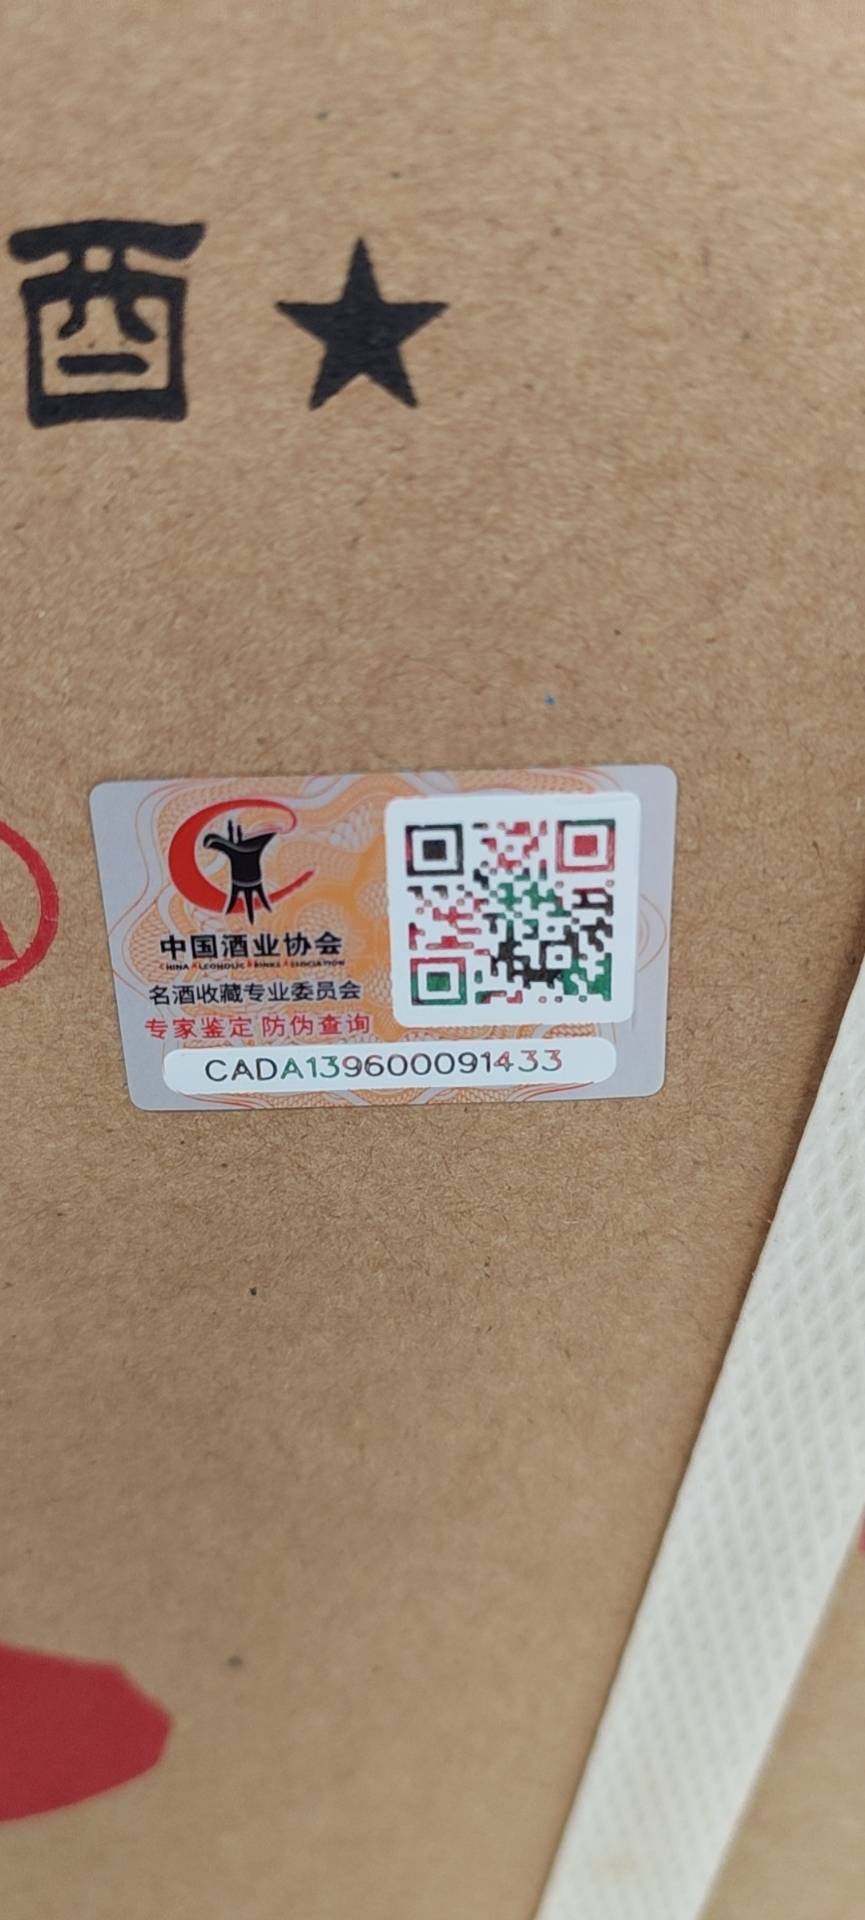 酉★
中国酒业协会
CHINA ALCOHOLIC DRINKS ASSOCIATION
名酒收藏专业委员会
专家鉴定 防伪查询
CADA139600091433